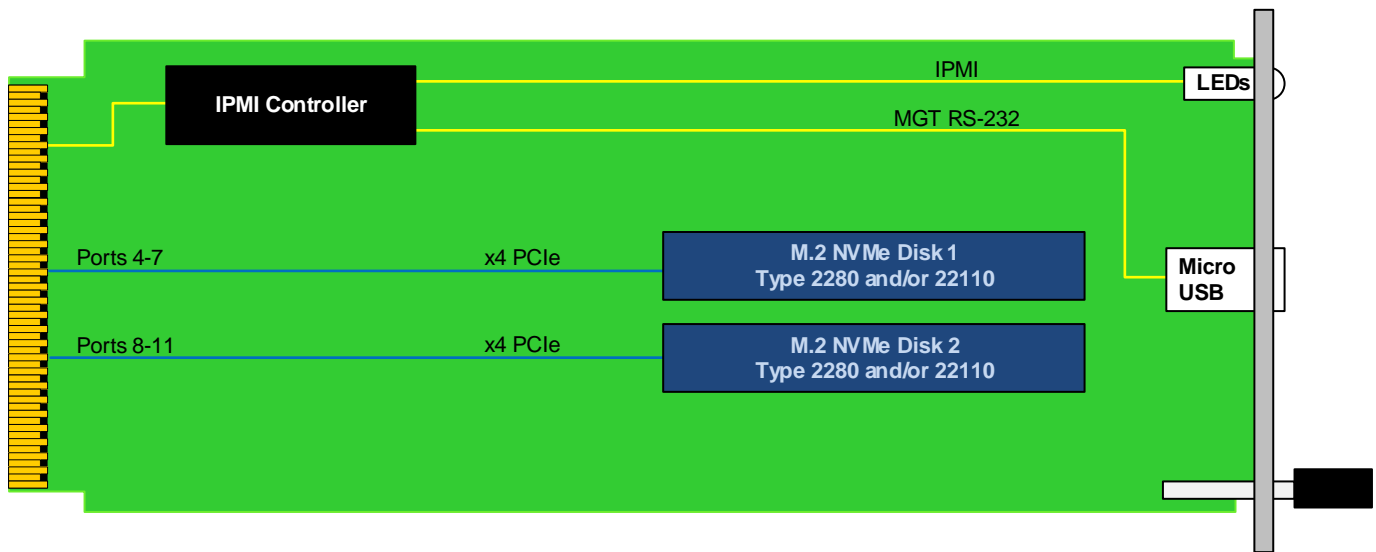 IPMI
IPMI Controller
LEDs
MGT RS-232
Ports 4-7
x4 PCIe
M.2 NVMe Disk 1
Type 2280 and/or 22110
Micro
USB
Ports 8-11
x4 PCIe
M.2 NVMe Disk 2
Type 2280 and/or 22110